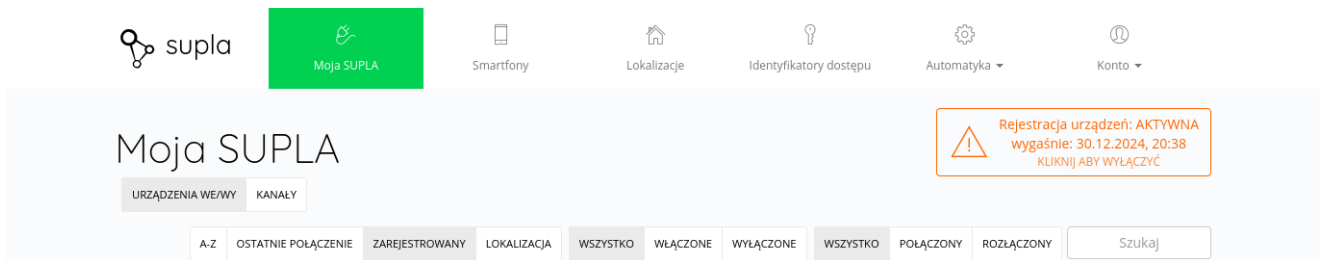 supla
Moja SUPLA
Smartfony
Lokalizacje
Identyfikatory dostępu
Automatyka
Konto
Moja SUPLA
Rejestracja urządzeń: AKTYWNA
wygaśnie: 30.12.2024, 20:38
KLIKNIJ ABY WYŁĄCZYĆ
URZĄDZENIA WE/WY KANAŁY
A-Z OSTATNIE POŁĄCZENIE ZAREJESTROWANY LOKALIZACJA WSZYSTKO WŁĄCZONE WYŁĄCZONE WSZYSTKO POŁĄCZONY ROZŁĄCZONY Szukaj